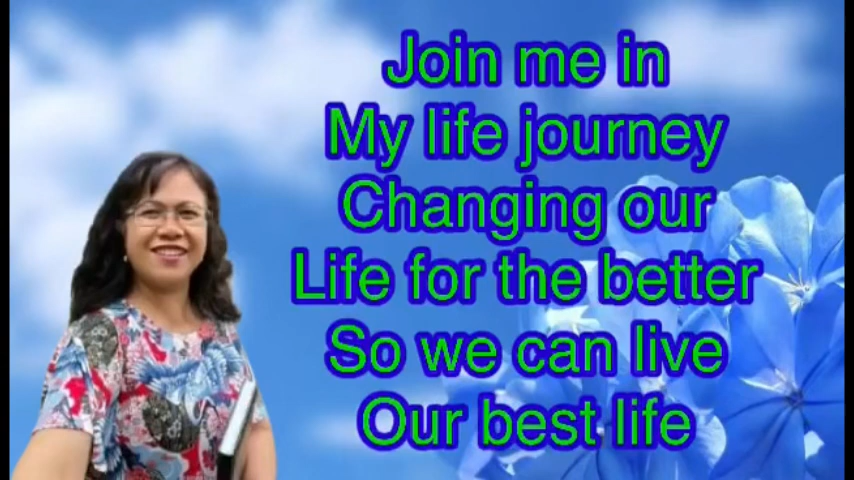 Join me in
My life journey
Changing our
Life for the better
So we can live
Our best life